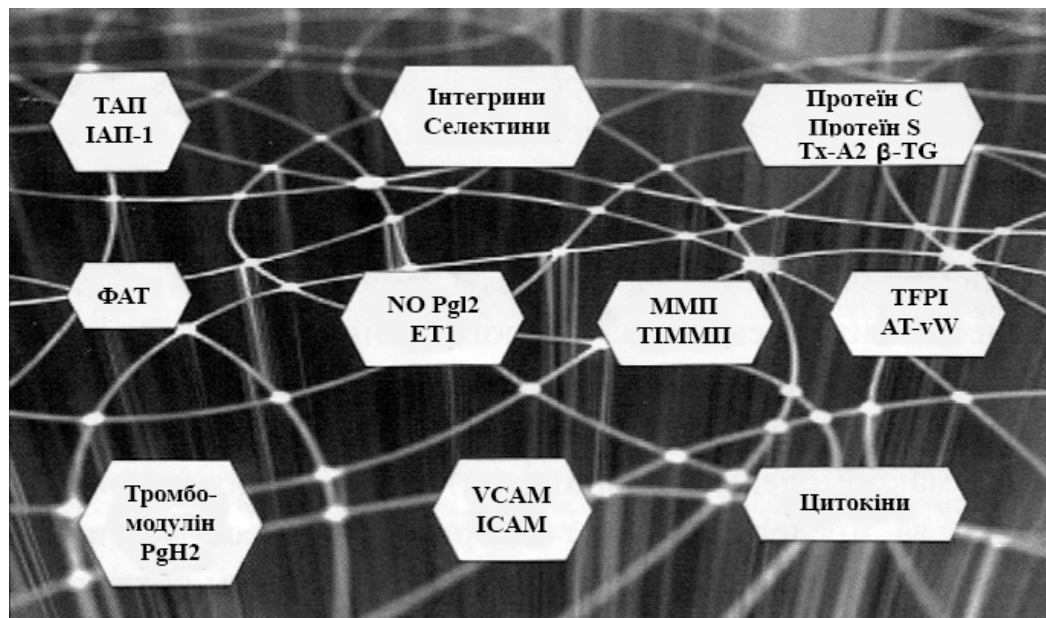 ТАП
ІАП-1
Інтегрини
Селектини
Протеїн C
Протеїн S
Tx-A2 β-TG
ФАТ
NO PgI2
ET1
ММП
ТІММП
TFPI
AT-vW
Тромбо-
модулін
PgH2
VCAM
ICAM
Цитокіни